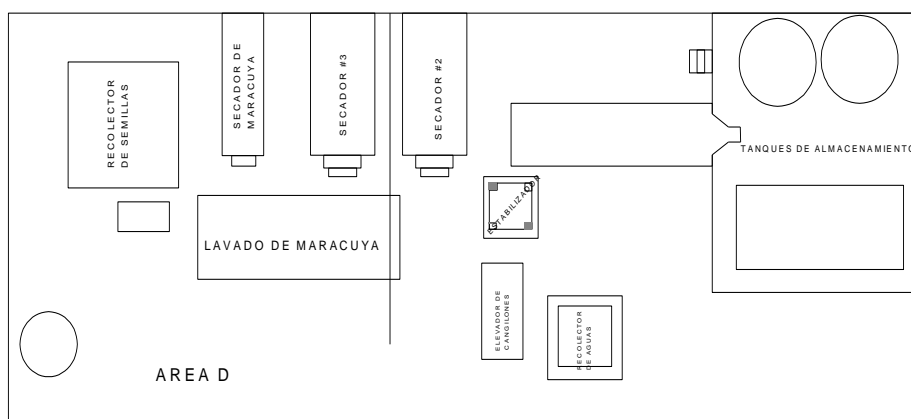 RECOLECTOR
DE SEMILLAS
SECADOR DE
MARACUYA
SECADOR #3
SECADOR #2
TANQUES DE ALMACENAMIENTO
ESTABILIZADOR
LAVADO DE MARACUYA
ELEVADOR DE
CANGILONES
RECOLECTOR
DE AGUAS
AREA D